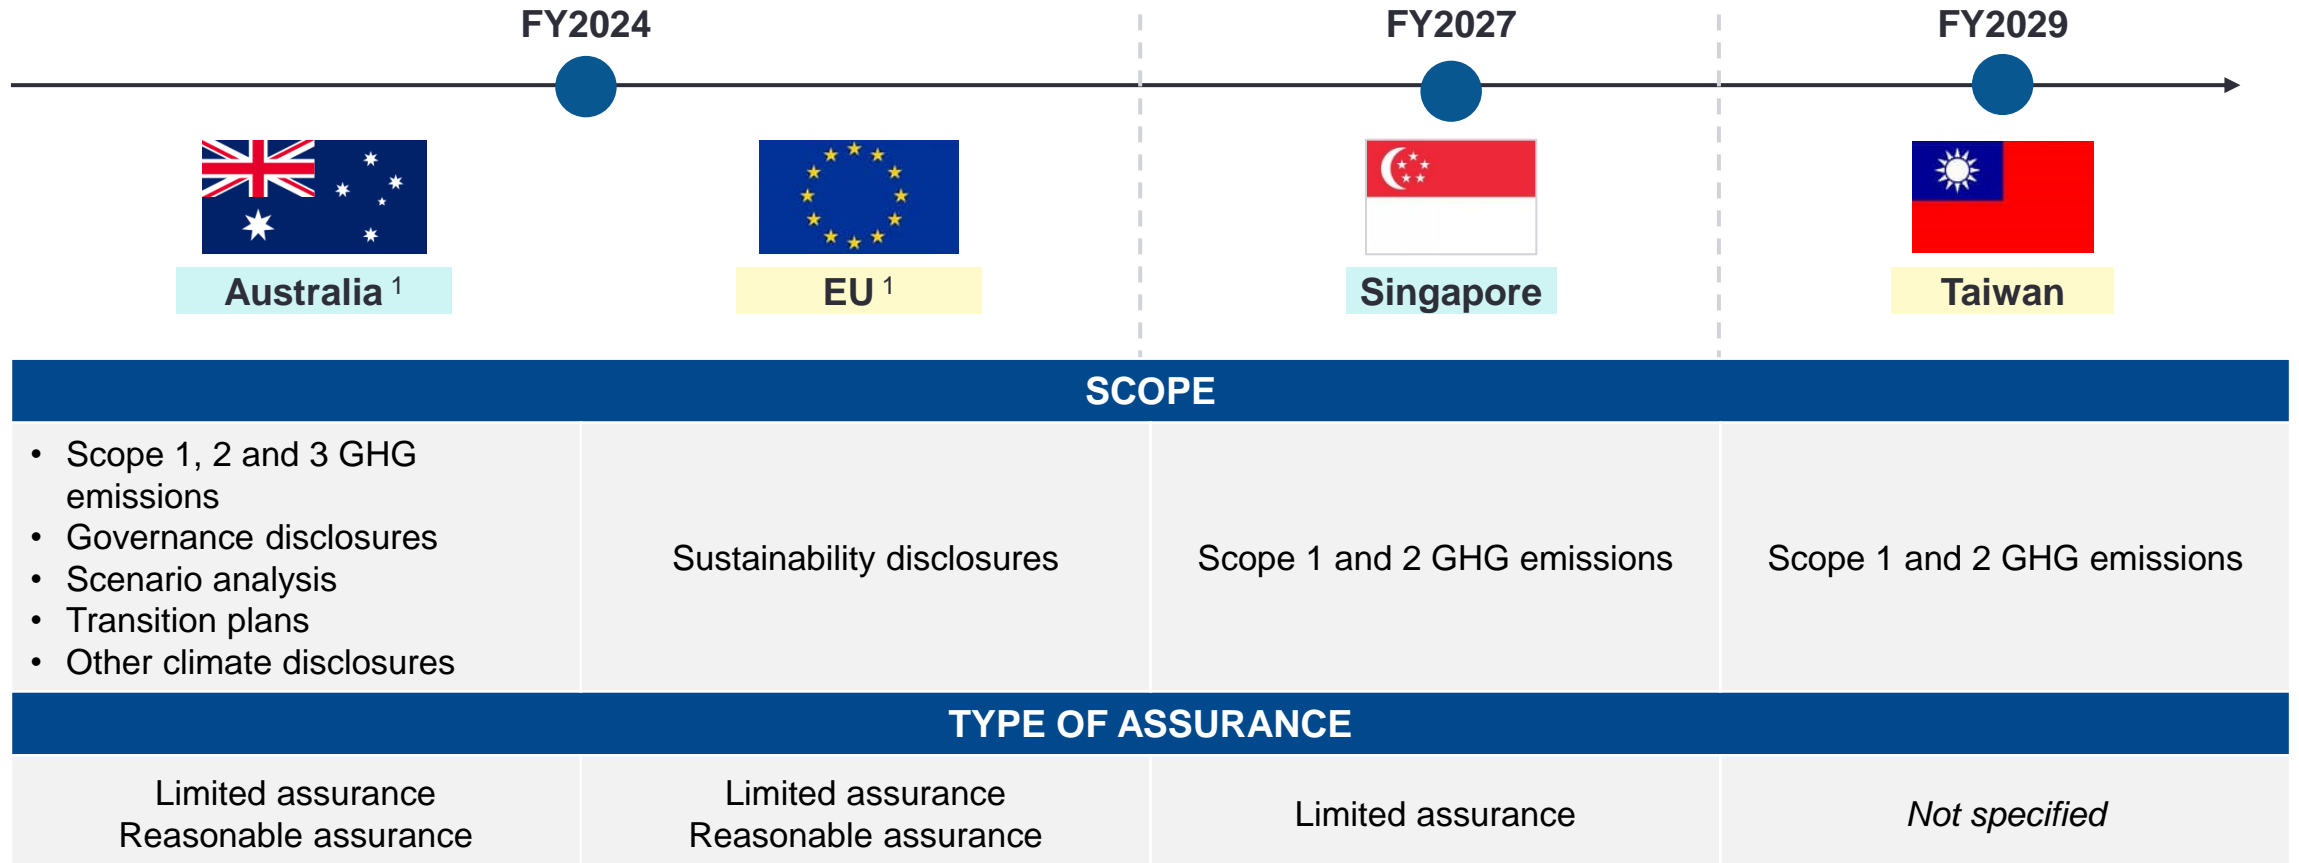 FY2024
FY2027
FY2029
Australia 1
EU 1
Singapore
Taiwan
SCOPE
• Scope 1, 2 and 3 GHG
emissions
• Governance disclosures
• Scenario analysis
• Transition plans
• Other climate disclosures
Sustainability disclosures
Scope 1 and 2 GHG emissions
Scope 1 and 2 GHG emissions
TYPE OF ASSURANCE
Limited assurance
Reasonable assurance
Limited assurance
Reasonable assurance
Limited assurance
Not specified